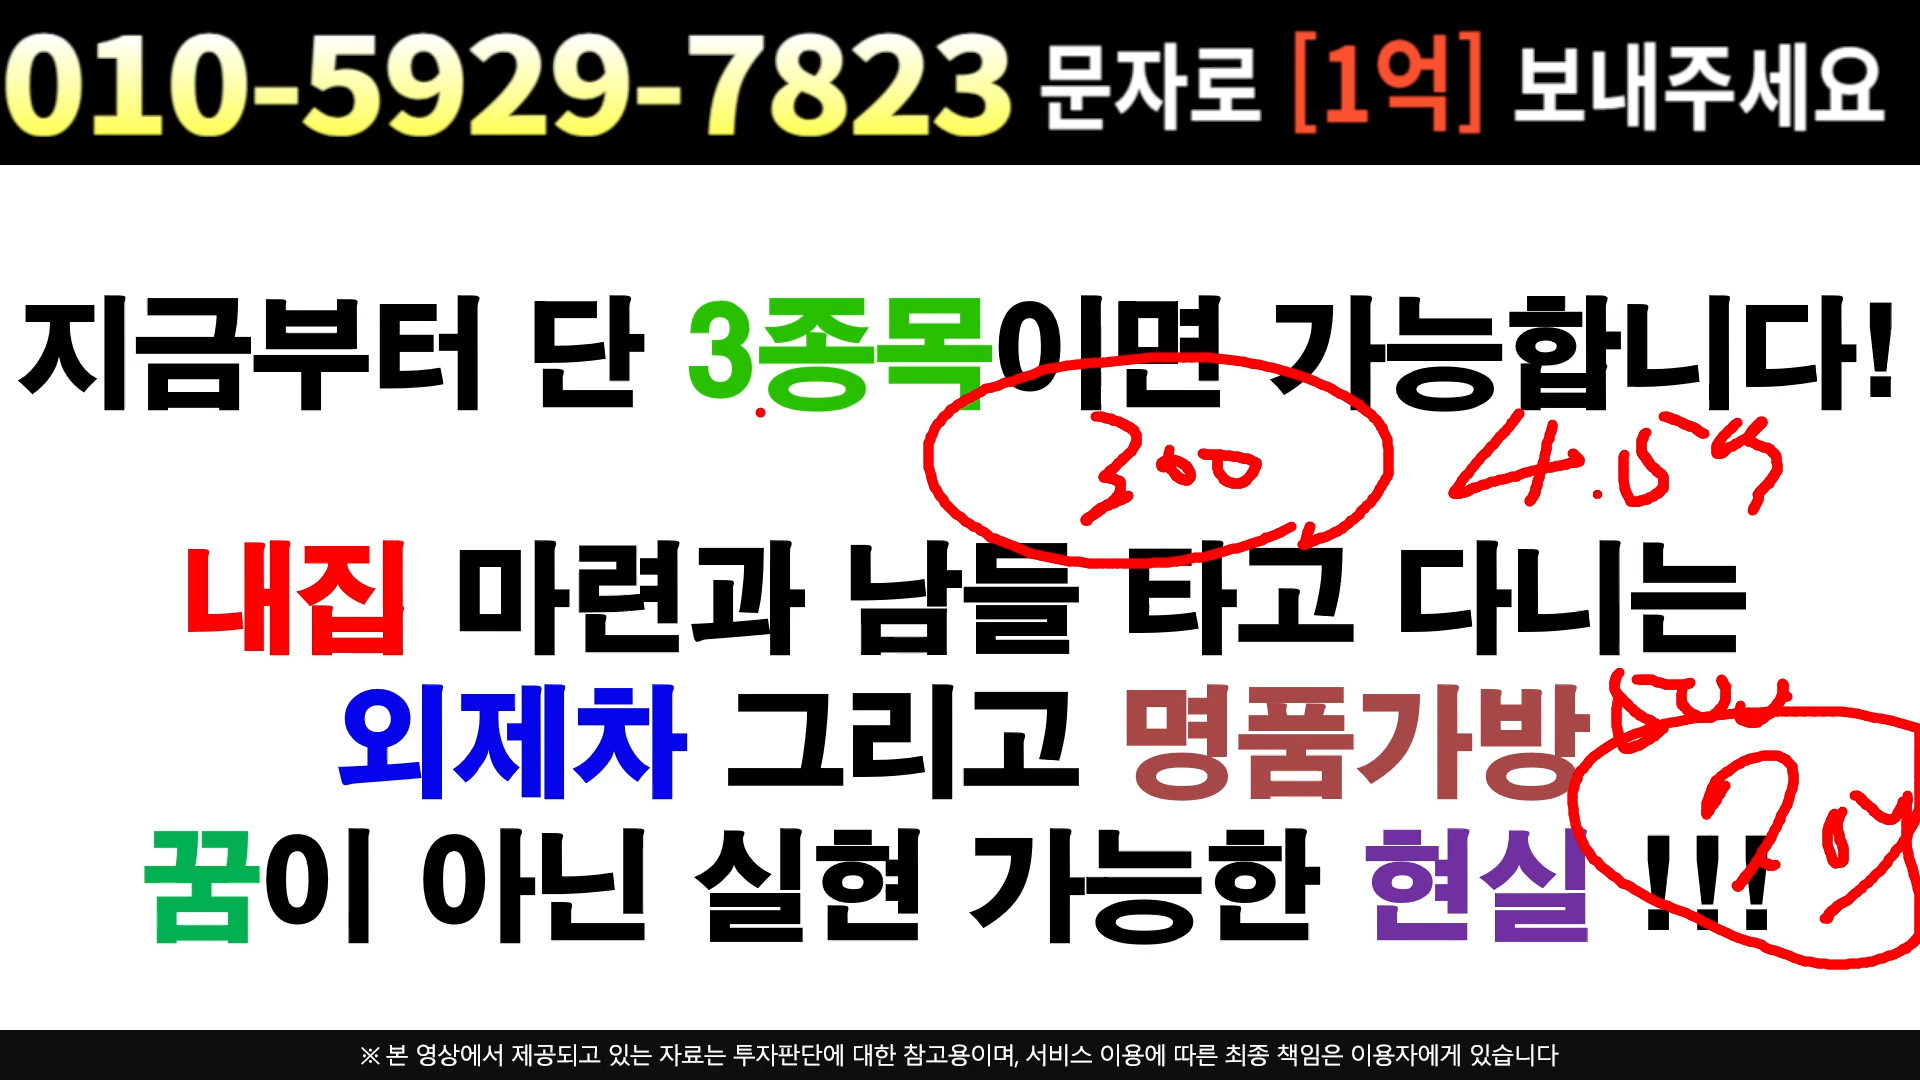 010-5929-7823 문자로 [1억] 보내주세요
지금부터 단 3종목이면 가능합니다!
300
내집 마련과 남들 타고 다니는
외제차 그리고 명품가방
꿈이 아닌 실현 가능한 현실 !!!
※ 본 영상에서 제공되고 있는 자료는 투자판단에 대한 참고용이며, 서비스 이용에 따른 최종 책임은 이용자에게 있습니다